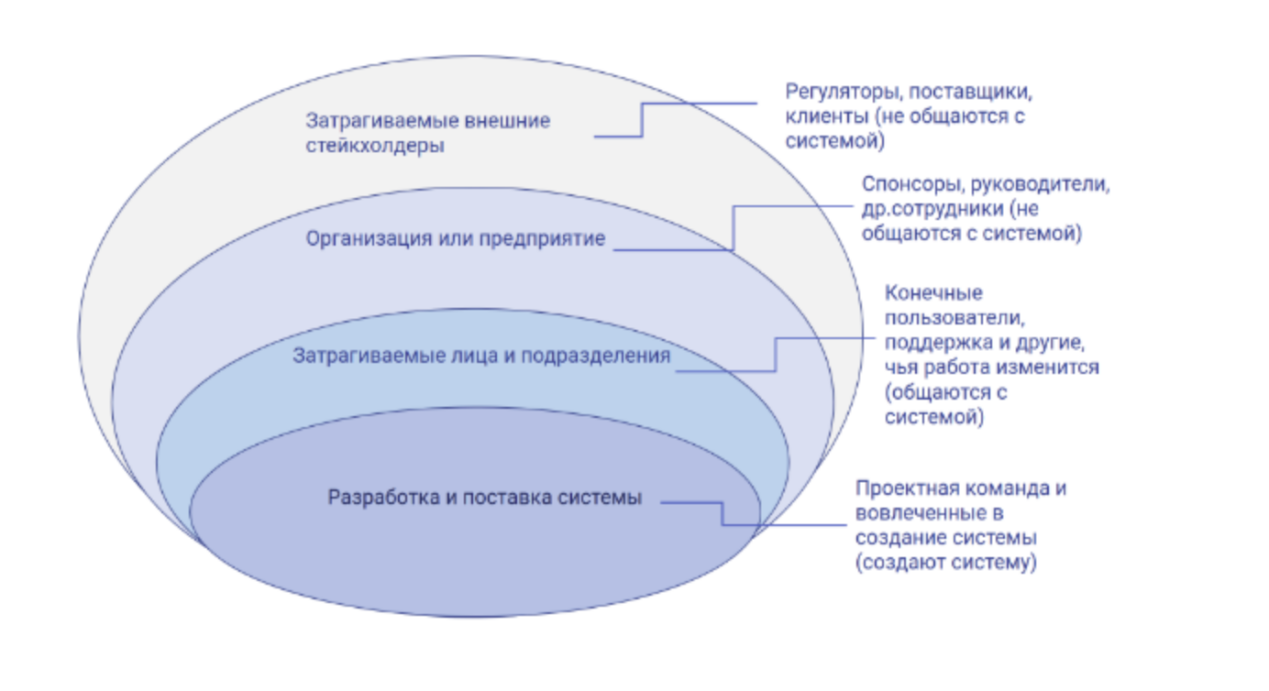 Затрагиваемые внешние
стейкхолдеры
Регуляторы, поставщики,
клиенты (не общаются с
системой)
Организация или предприятие
Спонсоры, руководители,
др.сотрудники (не
общаются с системой)
Затрагиваемые лица и подразделения
Конечные
пользователи,
поддержка и другие,
чья работа изменится
(общаются с
системой)
Разработка и поставка системы
Проектная команда и
вовлеченные в
создание системы
(создают систему)